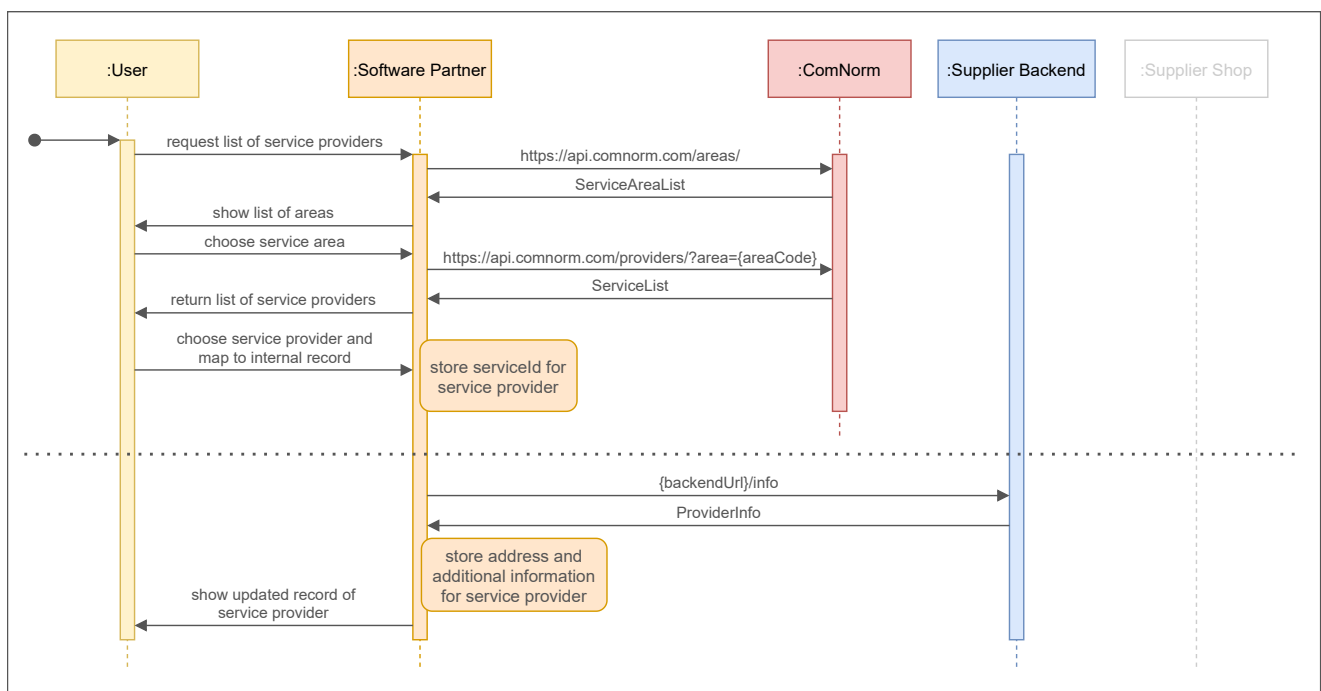 :User
:Software Partner
:ComNorm
:Supplier Backend
:Supplier Shop
request list of service providers
https://api.comnorm.com/areas/
ServiceAreaList
show list of areas
choose service area
https://api.comnorm.com/providers/?area={areaCode}
ServiceList
return list of service providers
choose service provider and
map to internal record
store serviceId for
service provider
{backendUrl}/info
ProviderInfo
store address and
additional information
for service provider
show updated record of
service provider